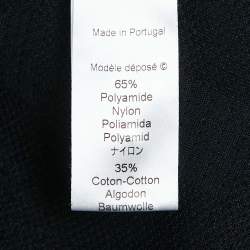 Made in Portugal
Modèle déposé ©
65%
Polyamide
Nylon
Poliamida
Polyamid
ナイロン
35%
Coton-Cotton
Algodon
Baumwolle